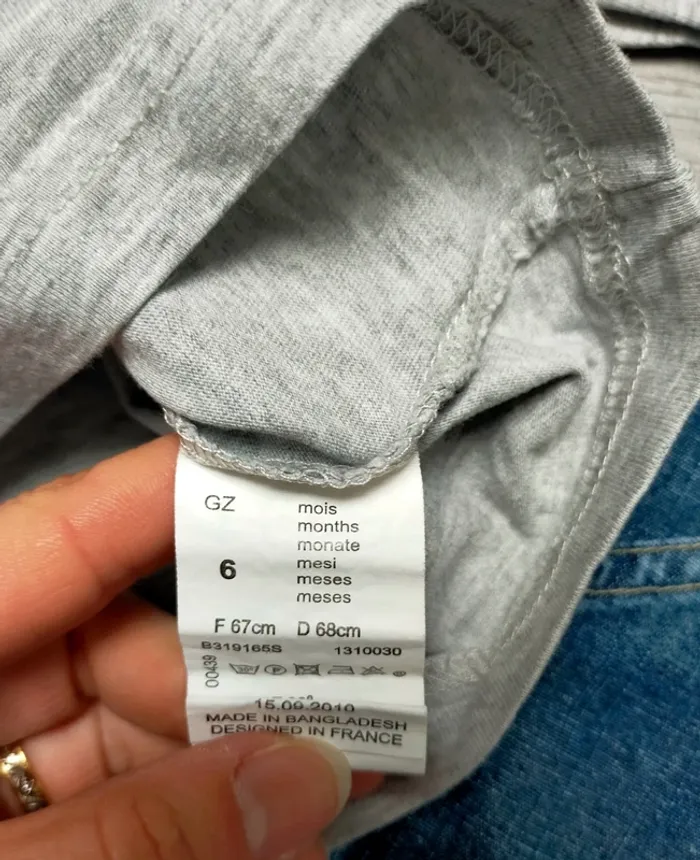 GZ
6
mois
months
monate
mesi
meses
meses
F 67cm D 68cm
B319165S 1310030
00439
15.09.2010
MADE IN BANGLADESH
DESIGNED IN FRANCE